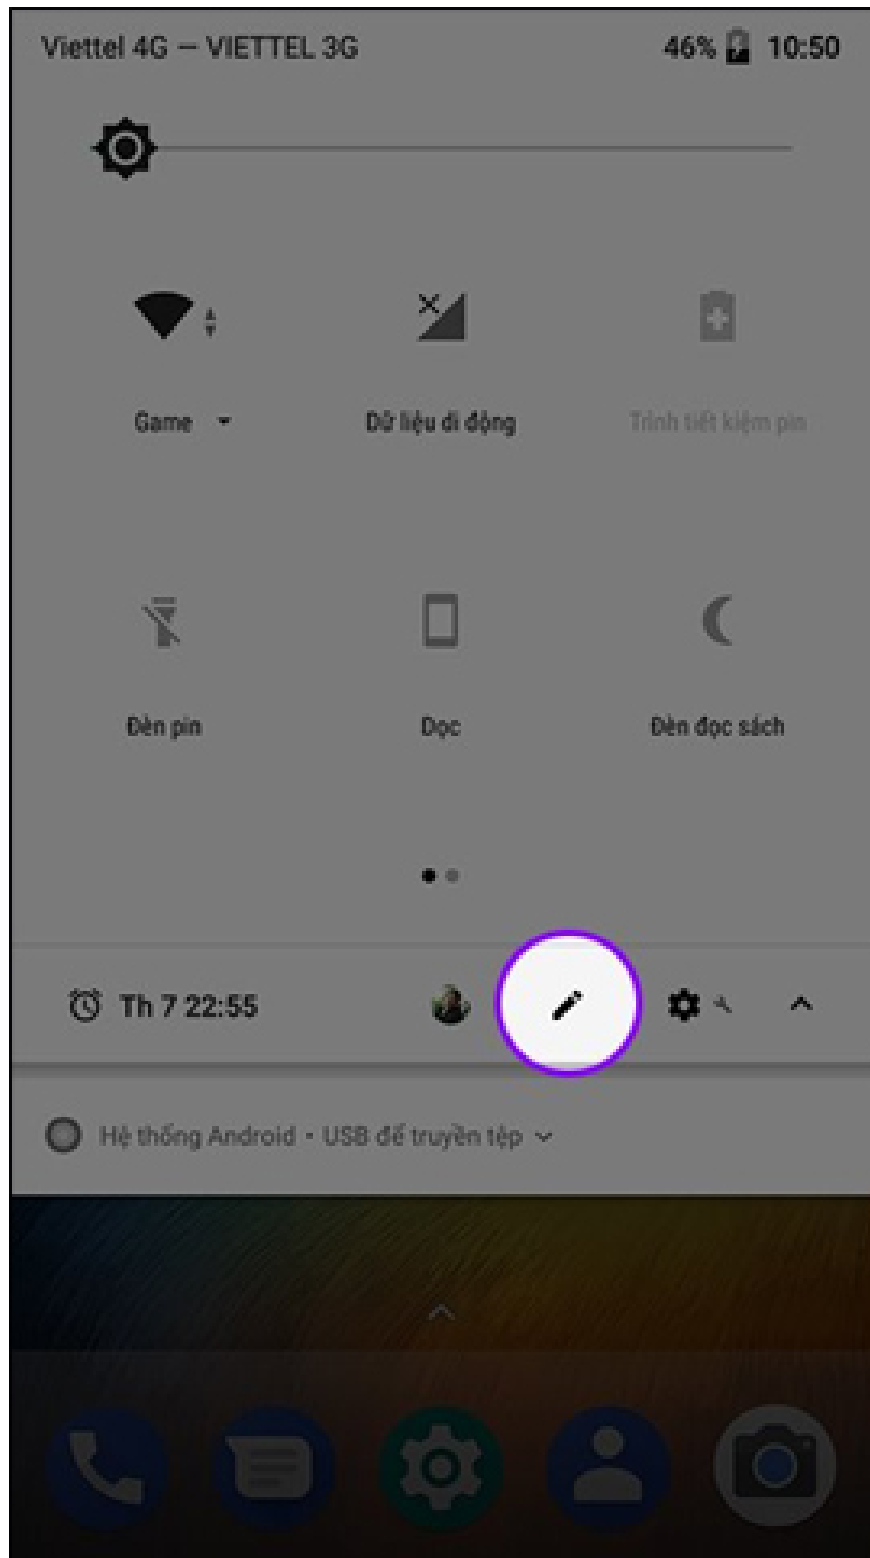 Viettel 4G — VIETTEL 3G 46% 10:50
Game Dữ liệu di động Trình tiết kiệm pin
Đèn pin Dọc Đèn đọc sách
Th 7 22:55
Hệ thống Android • USB để truyền tệp